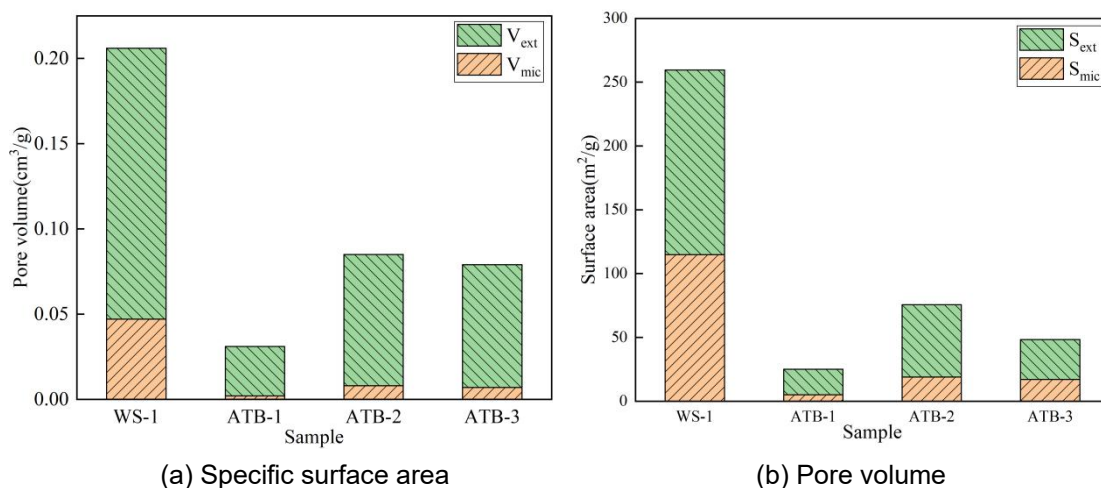 V_ext
V_mic
Pore volume(cm³/g)
0.20
0.15
0.10
0.05
0.00
WS-1 ATB-1 ATB-2 ATB-3
Sample
(a) Specific surface area
S_ext
S_mic
Surface area(m²/g)
300
250
200
150
100
50
0
WS-1 ATB-1 ATB-2 ATB-3
Sample
(b) Pore volume